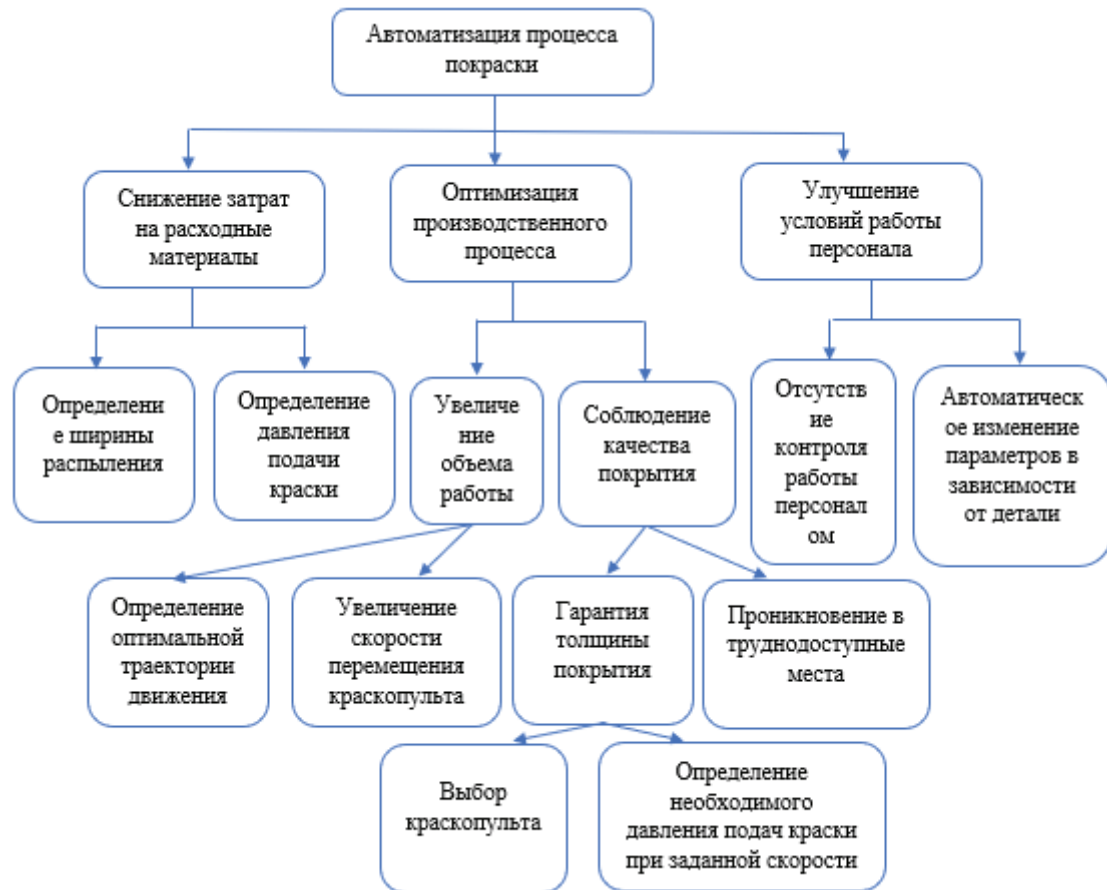 Автоматизация процесса
покраски
Снижение затрат
на расходные
материалы
Оптимизация
производственного
процесса
Улучшение
условий работы
персонала
Определени
е ширины
распыления
Определение
давления
подачи
краски
Увеличе
ние
объема
работы
Соблюдение
качества
покрытия
Отсутств
ие
контроля
работы
персонал
ом
Автоматическ
ое изменение
параметров в
зависимости
от детали
Определение
оптимальной
траектории
движения
Увеличение
скорости
перемещения
краскопульта
Гарантия
толщины
покрытия
Проникновение в
труднодоступные
места
Выбор
краскопульта
Определение
необходимого
давления подач краски
при заданной скорости